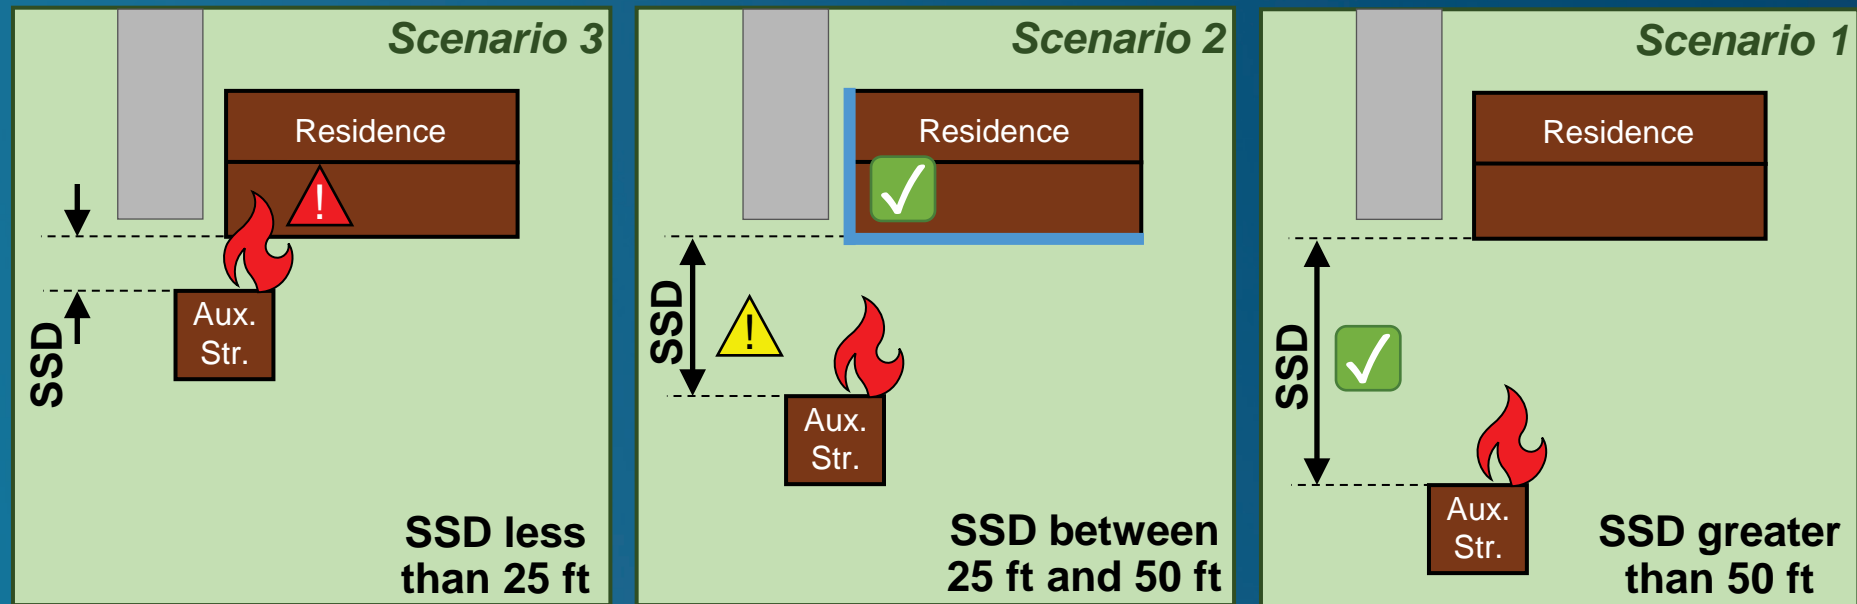 Scenario 3
Residence
!
SSD
Aux.
Str.
SSD less
than 25 ft
Scenario 2
Residence
SSD
!
Aux.
Str.
SSD between
25 ft and 50 ft
Scenario 1
Residence
SSD
Aux.
Str.
SSD greater
than 50 ft